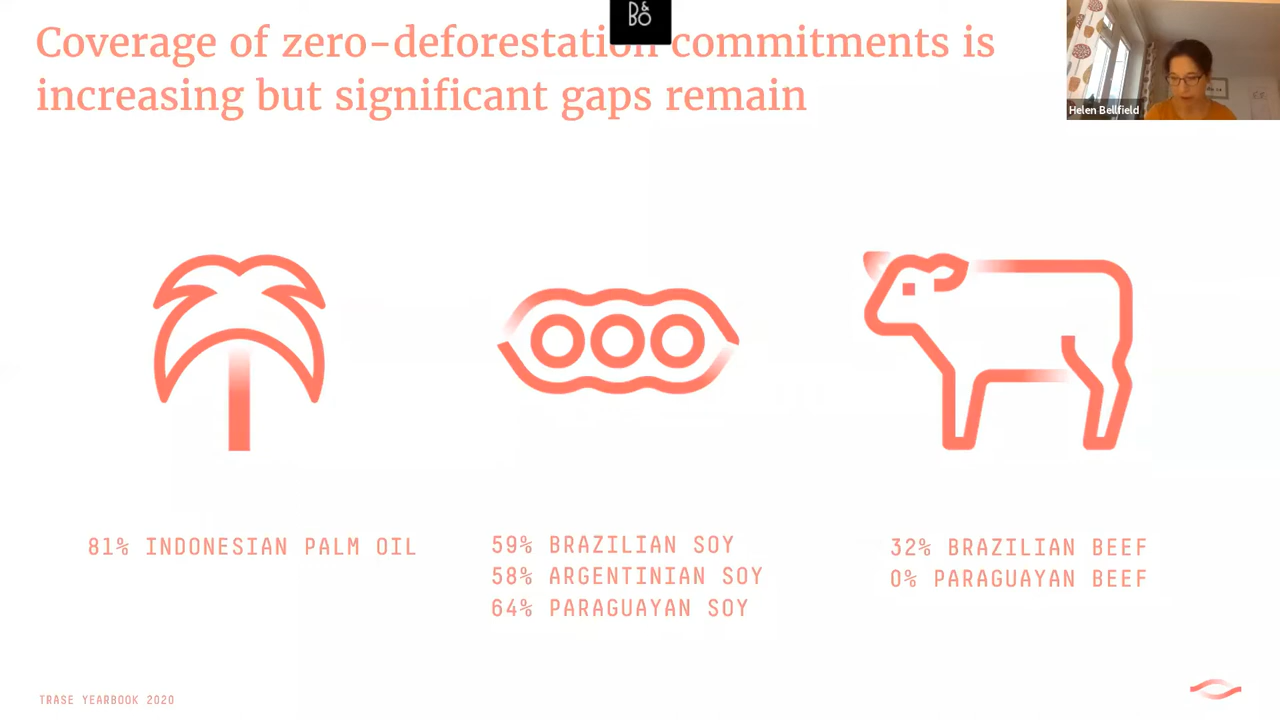 Coverage of zero-deforestation commitments is
increasing but significant gaps remain
B&O
Helen Bellfield
81% INDONESIAN PALM OIL
59% BRAZILIAN SOY
58% ARGENTINIAN SOY
64% PARAGUAYAN SOY
32% BRAZILIAN BEEF
0% PARAGUAYAN BEEF
TRASE YEARBOOK 2020